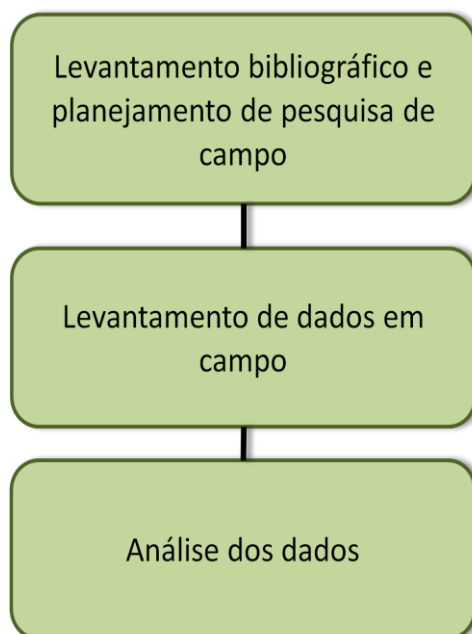 Levantamento bibliográfico e
planejamento de pesquisa de
campo
Levantamento de dados em
campo
Análise dos dados